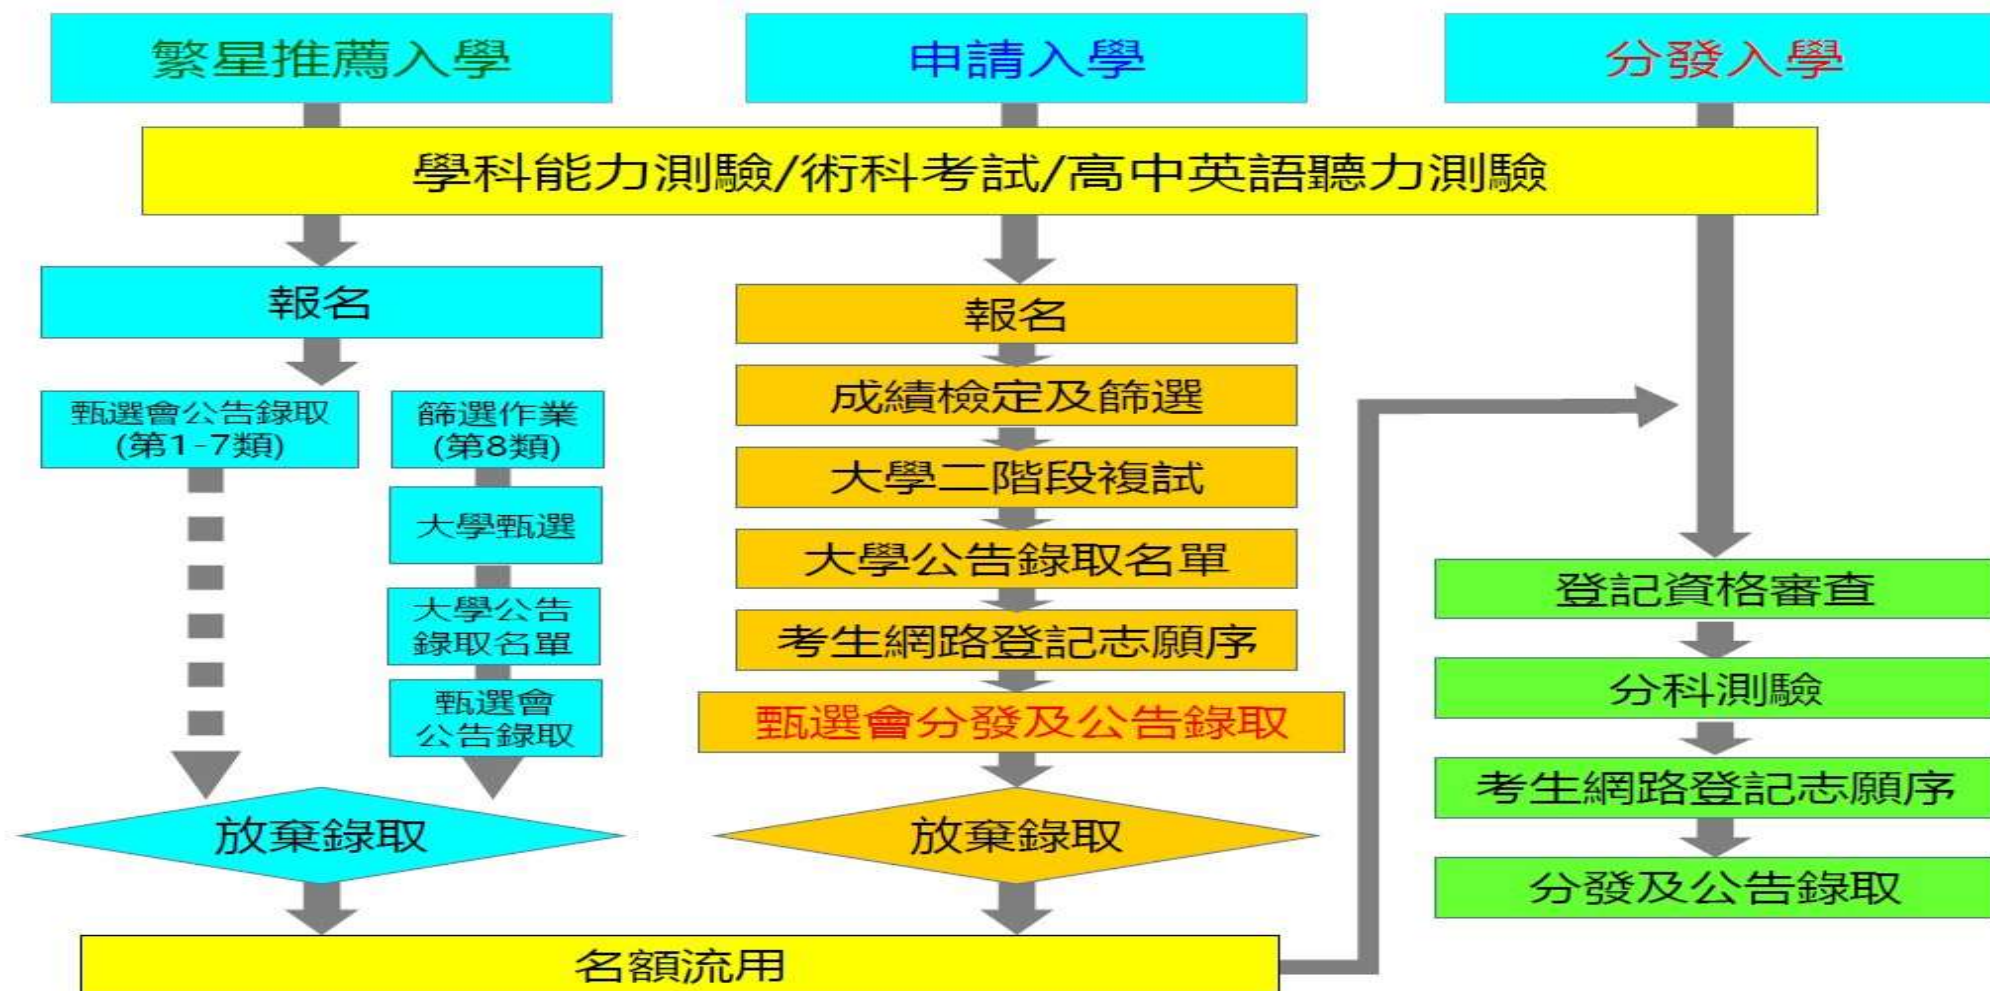 繁星推薦入學
申請入學
分發入學
學科能力測驗/術科考試/高中英語聽力測驗
報名
甄選會公告錄取
(第1-7類)
篩選作業
(第8類)
大學甄選
大學公告
錄取名單
甄選會
公告錄取
放棄錄取
報名
成績檢定及篩選
大學二階段複試
大學公告錄取名單
考生網路登記志願序
甄選會分發及公告錄取
放棄錄取
名額流用
登記資格審查
分科測驗
考生網路登記志願序
分發及公告錄取